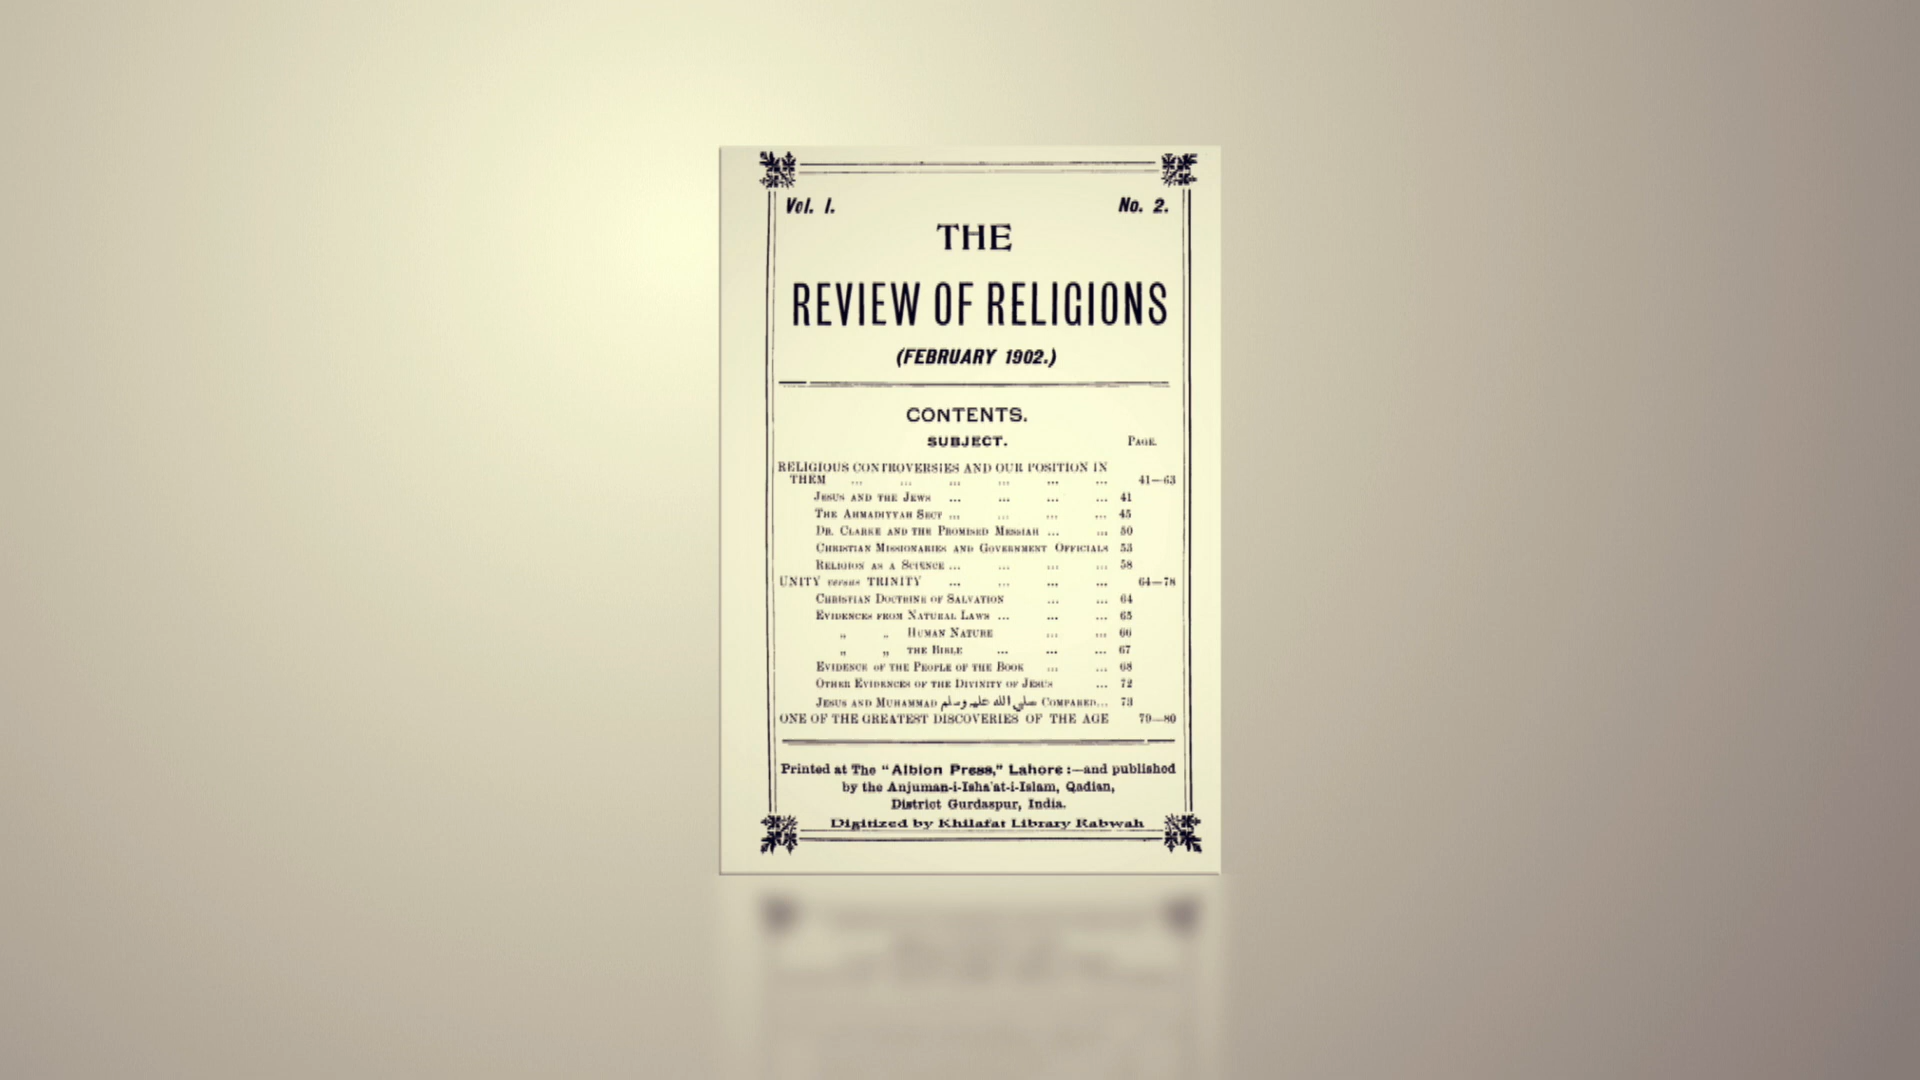 Vol. I. No. 2.
THE
REVIEW OF RELIGIONS
(FEBRUARY 1902.)
CONTENTS.
SUBJECT. PAGE.
RELIGIOUS CONTROVERSIES AND OUR POSITION IN
THEM ... ... ... ... ... ... 41—63
JESUS AND THE JEWS ... ... ... ... 41
THE AHMADIYYAH SECT ... ... ... ... 45
DR. CLARKE AND THE PROMISED MESSIAH ... ... 50
CHRISTIAN MISSIONARIES AND GOVERNMENT OFFICIALS 53
RELIGION AS A SCIENCE ... ... ... ... 58
UNITY versus TRINITY ... ... ... ... 64—78
CHRISTIAN DOCTRINE OF SALVATION ... ... 64
EVIDENCES FROM NATURAL LAWS ... ... ... 65
„ „ HUMAN NATURE ... ... 66
„ „ THE BIBLE ... ... ... 67
EVIDENCE OF THE PEOPLE OF THE BOOK ... ... 68
OTHER EVIDENCES OF THE DIVINITY OF JESUS ... 72
JESUS AND MUHAMMAD صلي الله عليه وسلم COMPARED... 73
ONE OF THE GREATEST DISCOVERIES OF THE AGE 79—80
Printed at The "Albion Press," Lahore :—and published
by the Anjuman-i-Isha'at-i-Islam, Qadian,
District Gurdaspur, India.
Digitized by Khilafat Library Rabwah